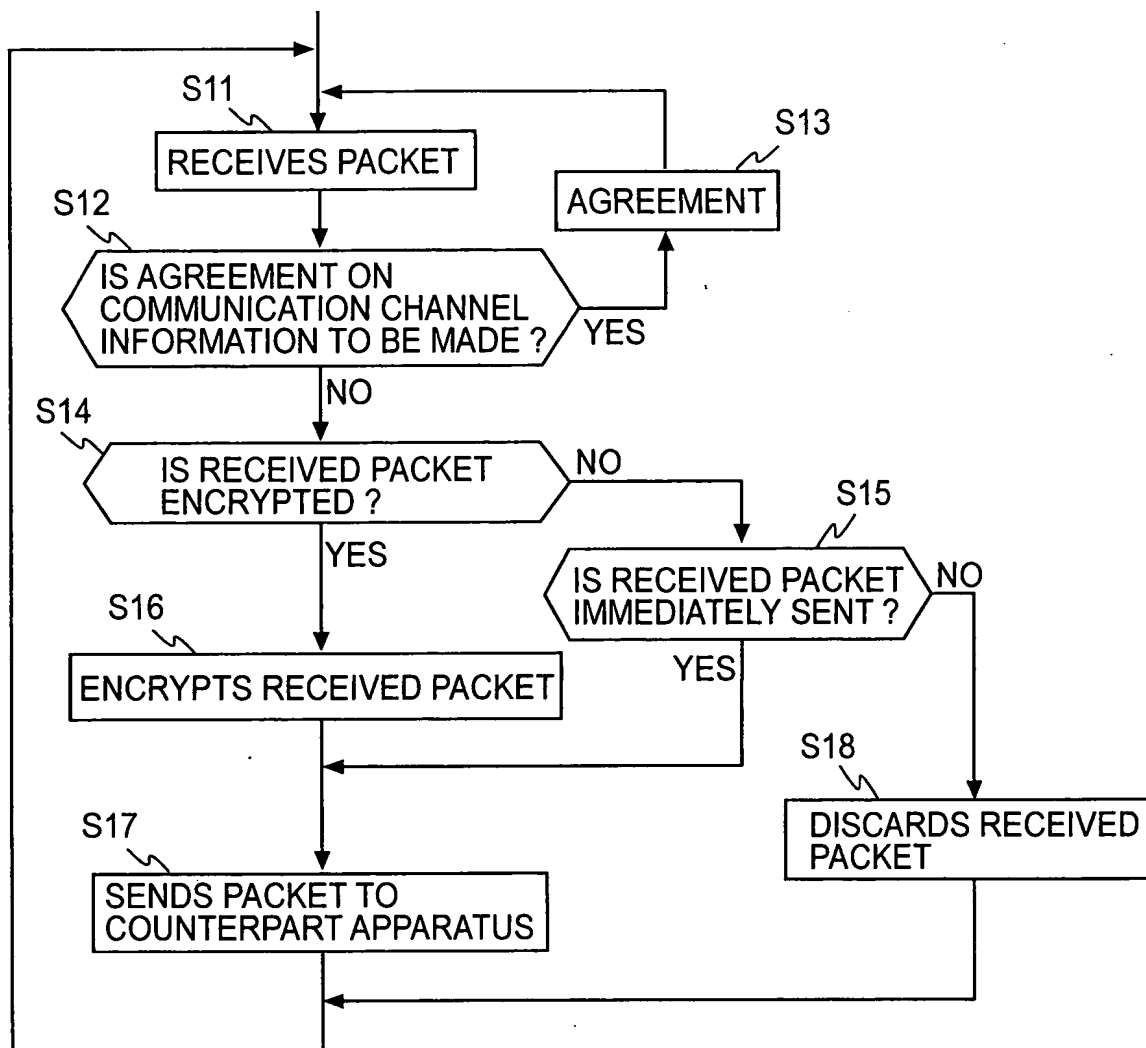 S11
RECEIVES PACKET
S13
AGREEMENT
S12
IS AGREEMENT ON
COMMUNICATION CHANNEL
INFORMATION TO BE MADE ?
YES
NO
S14
IS RECEIVED PACKET
ENCRYPTED ?
NO
YES
S15
IS RECEIVED PACKET
IMMEDIATELY SENT ?
NO
YES
S16
ENCRYPTS RECEIVED PACKET
S18
DISCARDS RECEIVED
PACKET
S17
SENDS PACKET TO
COUNTERPART APPARATUS